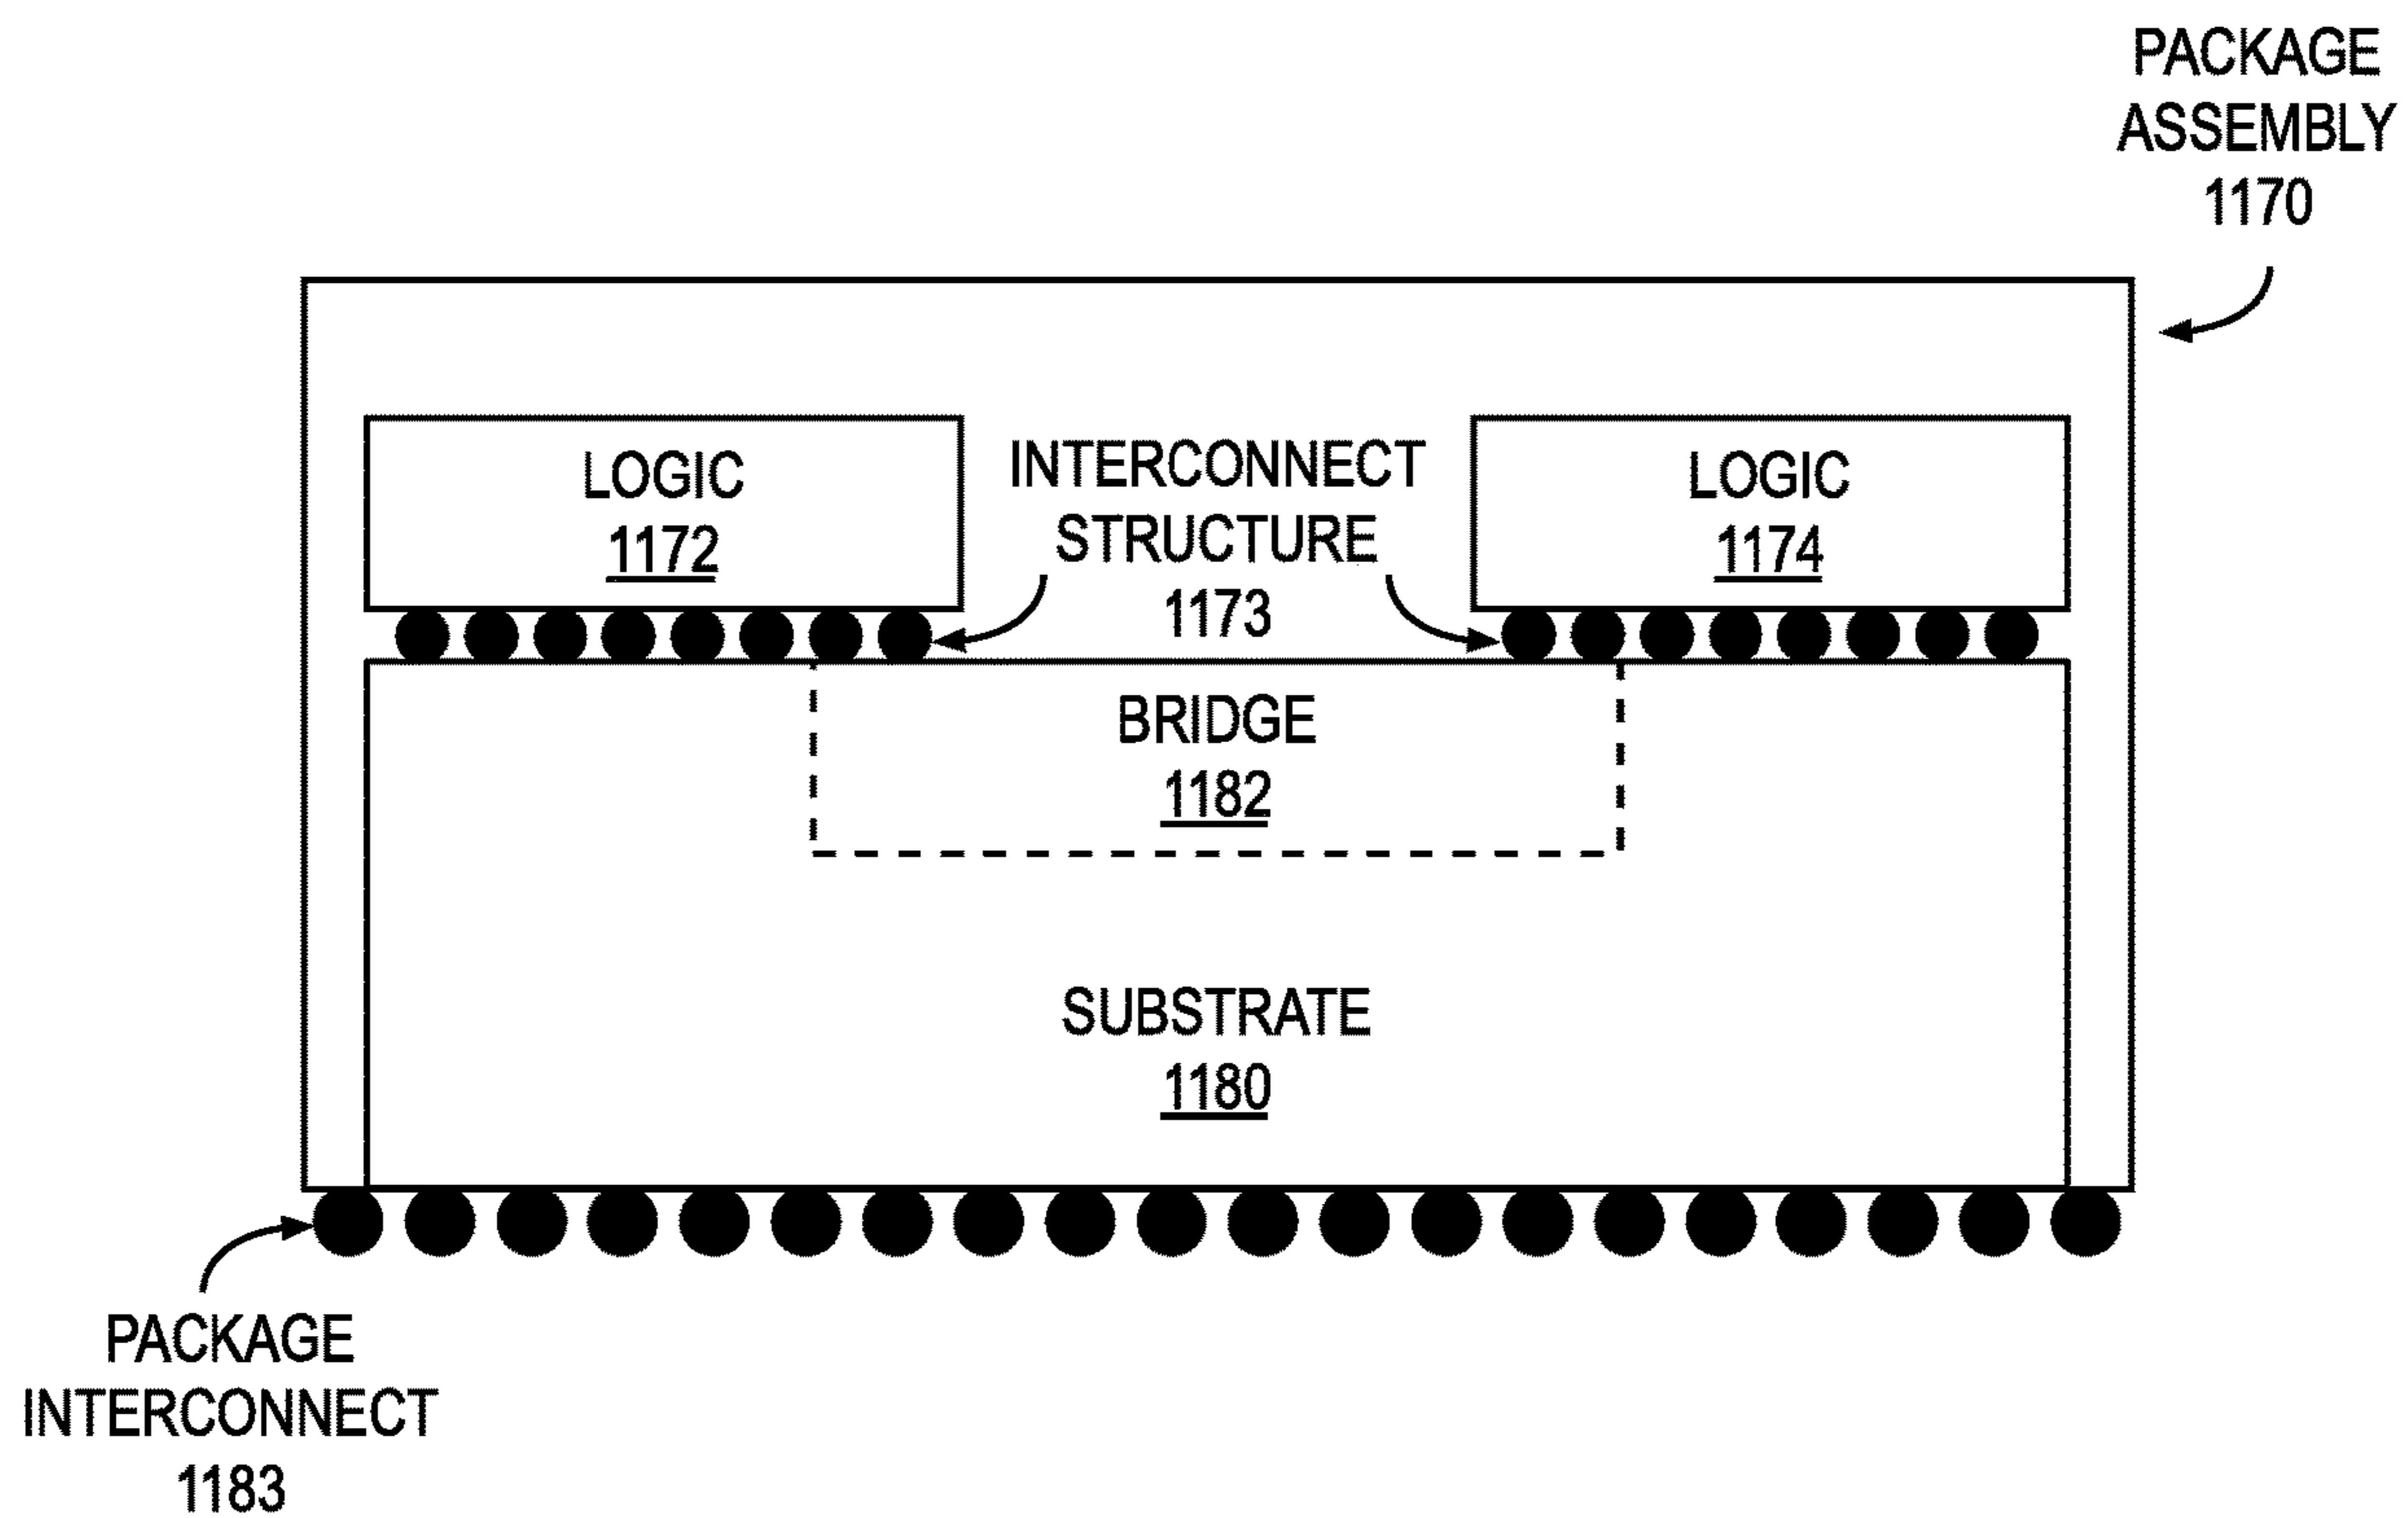 PACKAGE
ASSEMBLY
1170
LOGIC
1172
INTERCONNECT
STRUCTURE
1173
LOGIC
1174
BRIDGE
1182
SUBSTRATE
1180
PACKAGE
INTERCONNECT
1183